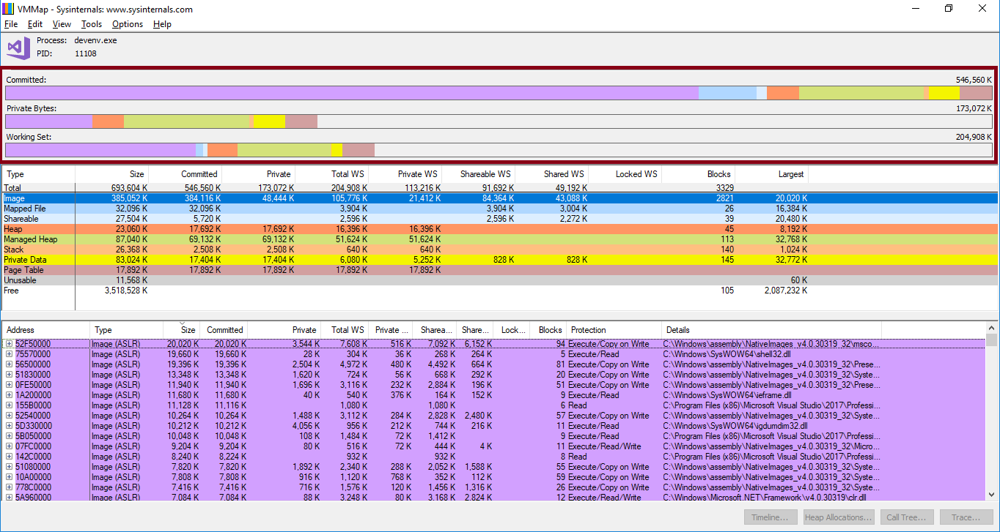 VMMap - Sysinternals: www.sysinternals.com
File Edit View Tools Options Help
Process: devenv.exe
PID: 11108
Committed: 546,560 K
Private Bytes: 173,072 K
Working Set: 204,908 K
Type Size Committed Private Total WS Private WS Shareable WS Shared WS Locked WS Blocks Largest
Total 693,604 K 546,560 K 173,072 K 204,908 K 113,216 K 91,692 K 49,192 K 3329
Image 385,052 K 384,116 K 48,444 K 105,776 K 21,412 K 84,364 K 43,088 K 2821 20,020 K
Mapped File 32,096 K 32,096 K 3,904 K 3,904 K 3,004 K 26 16,384 K
Shareable 27,504 K 5,720 K 2,596 K 2,596 K 2,272 K 39 20,480 K
Heap 23,060 K 17,692 K 17,692 K 16,396 K 16,396 K 45 8,192 K
Managed Heap 87,040 K 69,132 K 69,132 K 51,624 K 51,624 K 113 32,768 K
Stack 26,368 K 2,508 K 2,508 K 640 K 640 K 140 1,024 K
Private Data 83,024 K 17,404 K 17,404 K 6,080 K 5,252 K 828 K 828 K 145 32,772 K
Page Table 17,892 K 17,892 K 17,892 K 17,892 K 17,892 K
Unusable 11,568 K 60 K
Free 3,518,528 K 105 2,087,232 K
Address Type Size Committed Private Total WS Private ... Sharea... Share... Lock... Blocks Protection Details
52F50000 Image (ASLR) 20,020 K 20,020 K 3,544 K 7,608 K 516 K 7,092 K 6,152 K 94 Execute/Copy on Write C:\Windows\assembly\NativeImages_v4.0.30319_32\msco...
75570000 Image (ASLR) 19,660 K 19,660 K 28 K 304 K 36 K 268 K 264 K 5 Execute/Read C:\Windows\SysWOW64\shell32.dll
56500000 Image (ASLR) 19,396 K 19,396 K 2,504 K 4,972 K 480 K 4,492 K 664 K 81 Execute/Copy on Write C:\Windows\assembly\NativeImages_v4.0.30319_32\Prese...
51830000 Image (ASLR) 13,348 K 13,348 K 1,620 K 724 K 56 K 668 K 292 K 20 Execute/Copy on Write C:\Windows\assembly\NativeImages_v4.0.30319_32\Syste...
0FE50000 Image (ASLR) 11,940 K 11,940 K 1,696 K 3,116 K 232 K 2,884 K 196 K 51 Execute/Copy on Write C:\Windows\assembly\NativeImages_v4.0.30319_32\Prese...
1A200000 Image (ASLR) 11,680 K 11,680 K 40 K 540 K 376 K 164 K 152 K 9 Execute/Read C:\Windows\SysWOW64\ieframe.dll
155B0000 Image (ASLR) 11,128 K 11,116 K 1,080 K 1,080 K 6 Read C:\Program Files (x86)\Microsoft Visual Studio\2017\Professi...
52540000 Image (ASLR) 10,264 K 10,264 K 1,488 K 3,112 K 284 K 2,828 K 2,480 K 57 Execute/Copy on Write C:\Windows\assembly\NativeImages_v4.0.30319_32\Syste...
5D330000 Image (ASLR) 10,212 K 10,212 K 4,056 K 956 K 212 K 744 K 216 K 11 Execute/Read C:\Windows\SysWOW64\igdumdim32.dll
5B050000 Image (ASLR) 10,048 K 10,048 K 108 K 1,484 K 72 K 1,412 K 9 Execute/Read C:\Program Files (x86)\Microsoft Visual Studio\2017\Professi...
07FC0000 Image (ASLR) 9,204 K 9,204 K 80 K 516 K 72 K 444 K 4 K 11 Execute/Read/Write C:\Windows\assembly\NativeImages_v4.0.30319_32\Micro...
142C0000 Image (ASLR) 8,240 K 8,224 K 932 K 932 K 8 Read C:\Program Files (x86)\Microsoft Visual Studio\2017\Professi...
51080000 Image (ASLR) 7,820 K 7,820 K 1,892 K 2,340 K 288 K 2,052 K 1,588 K 55 Execute/Copy on Write C:\Windows\assembly\NativeImages_v4.0.30319_32\Syste...
10A00000 Image (ASLR) 7,808 K 7,808 K 916 K 1,120 K 768 K 352 K 112 K 59 Execute/Copy on Write C:\Windows\assembly\NativeImages_v4.0.30319_32\Syste...
778C0000 Image (ASLR) 7,416 K 7,416 K 716 K 1,576 K 120 K 1,456 K 1,316 K 26 Execute/Copy on Write C:\Windows\assembly\NativeImages_v4.0.30319_32\Syste...
5A960000 Image (ASLR) 7,084 K 7,084 K 88 K 3,248 K 80 K 3,168 K 2,824 K 12 Execute/Read/Write C:\Windows\Microsoft.NET\Framework\v4.0.30319\clr.dll
Timeline... Heap Allocations... Call Tree... Trace...